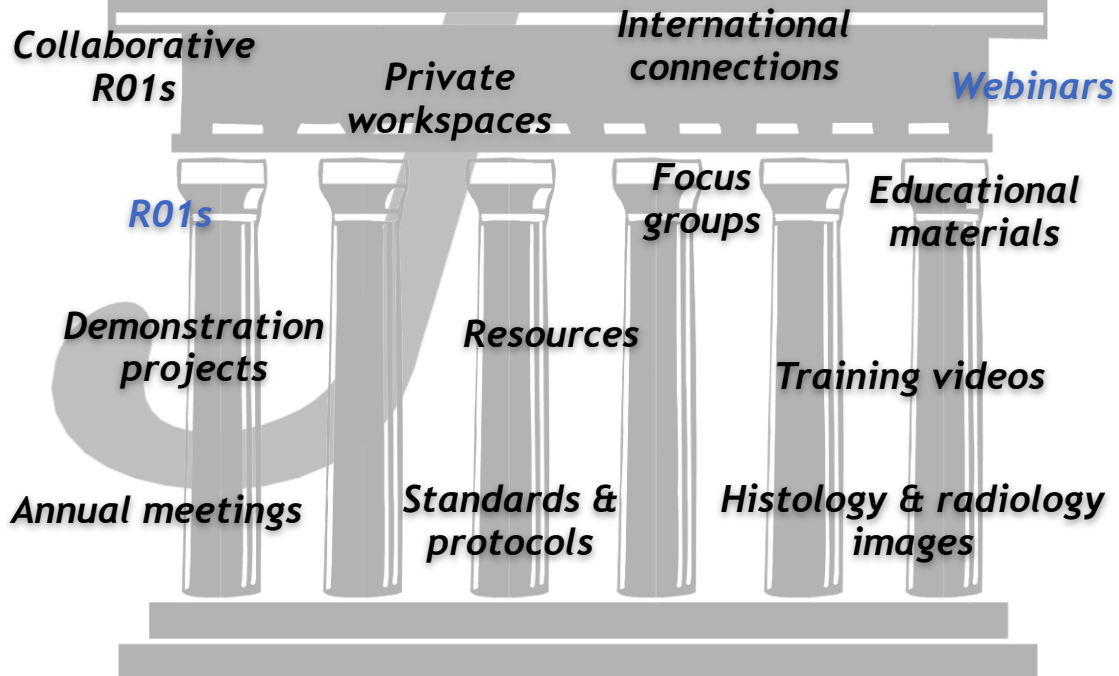 Collaborative
R01s
Private
workspaces
International
connections
Webinars
R01s
Focus
groups
Educational
materials
Demonstration
projects
Resources
Training videos
Annual meetings
Standards &
protocols
Histology & radiology
images